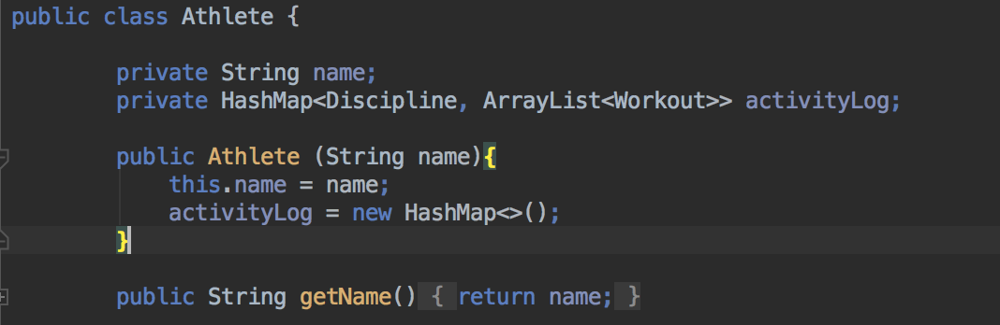 public class Athlete {
private String name;
private HashMap<Discipline, ArrayList<Workout>> activityLog;
public Athlete (String name){
this.name = name;
activityLog = new HashMap<>();
}
public String getName() { return name; }